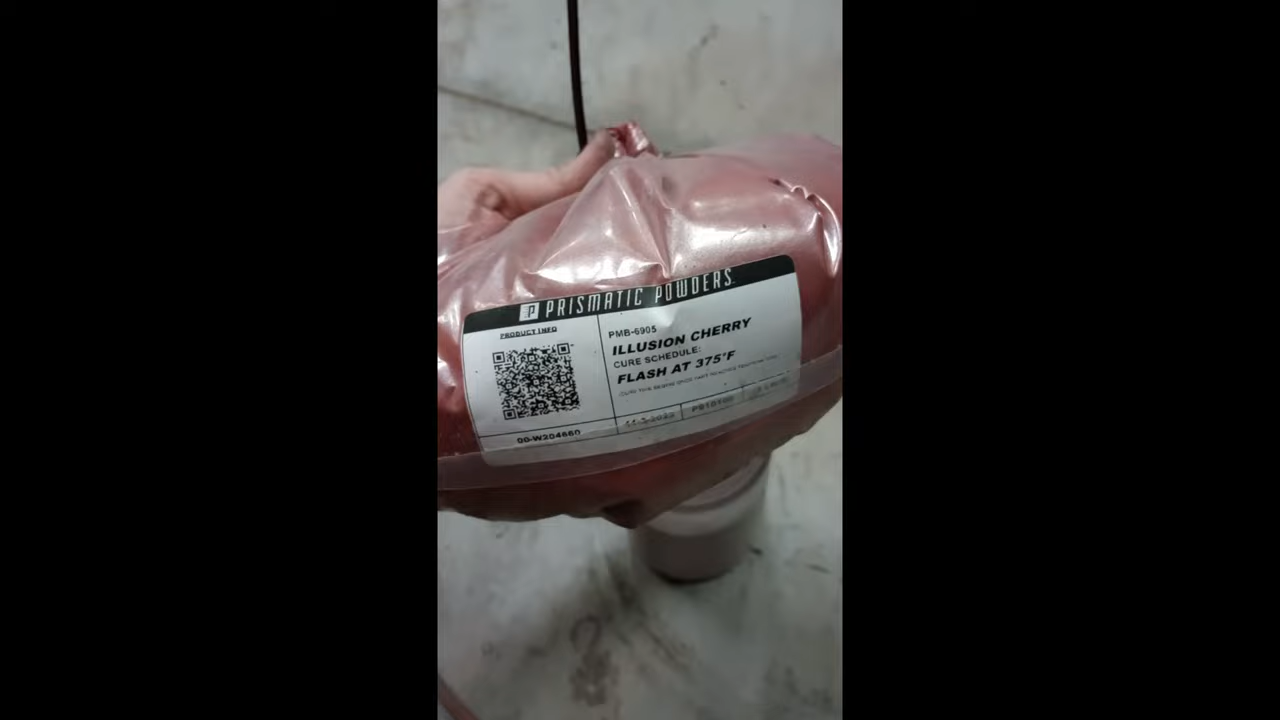 PRISMATIC POWDERS
PRODUCT INFO
PMB-6905
ILLUSION CHERRY
CURE SCHEDULE:
FLASH AT 375°F
00-W204660